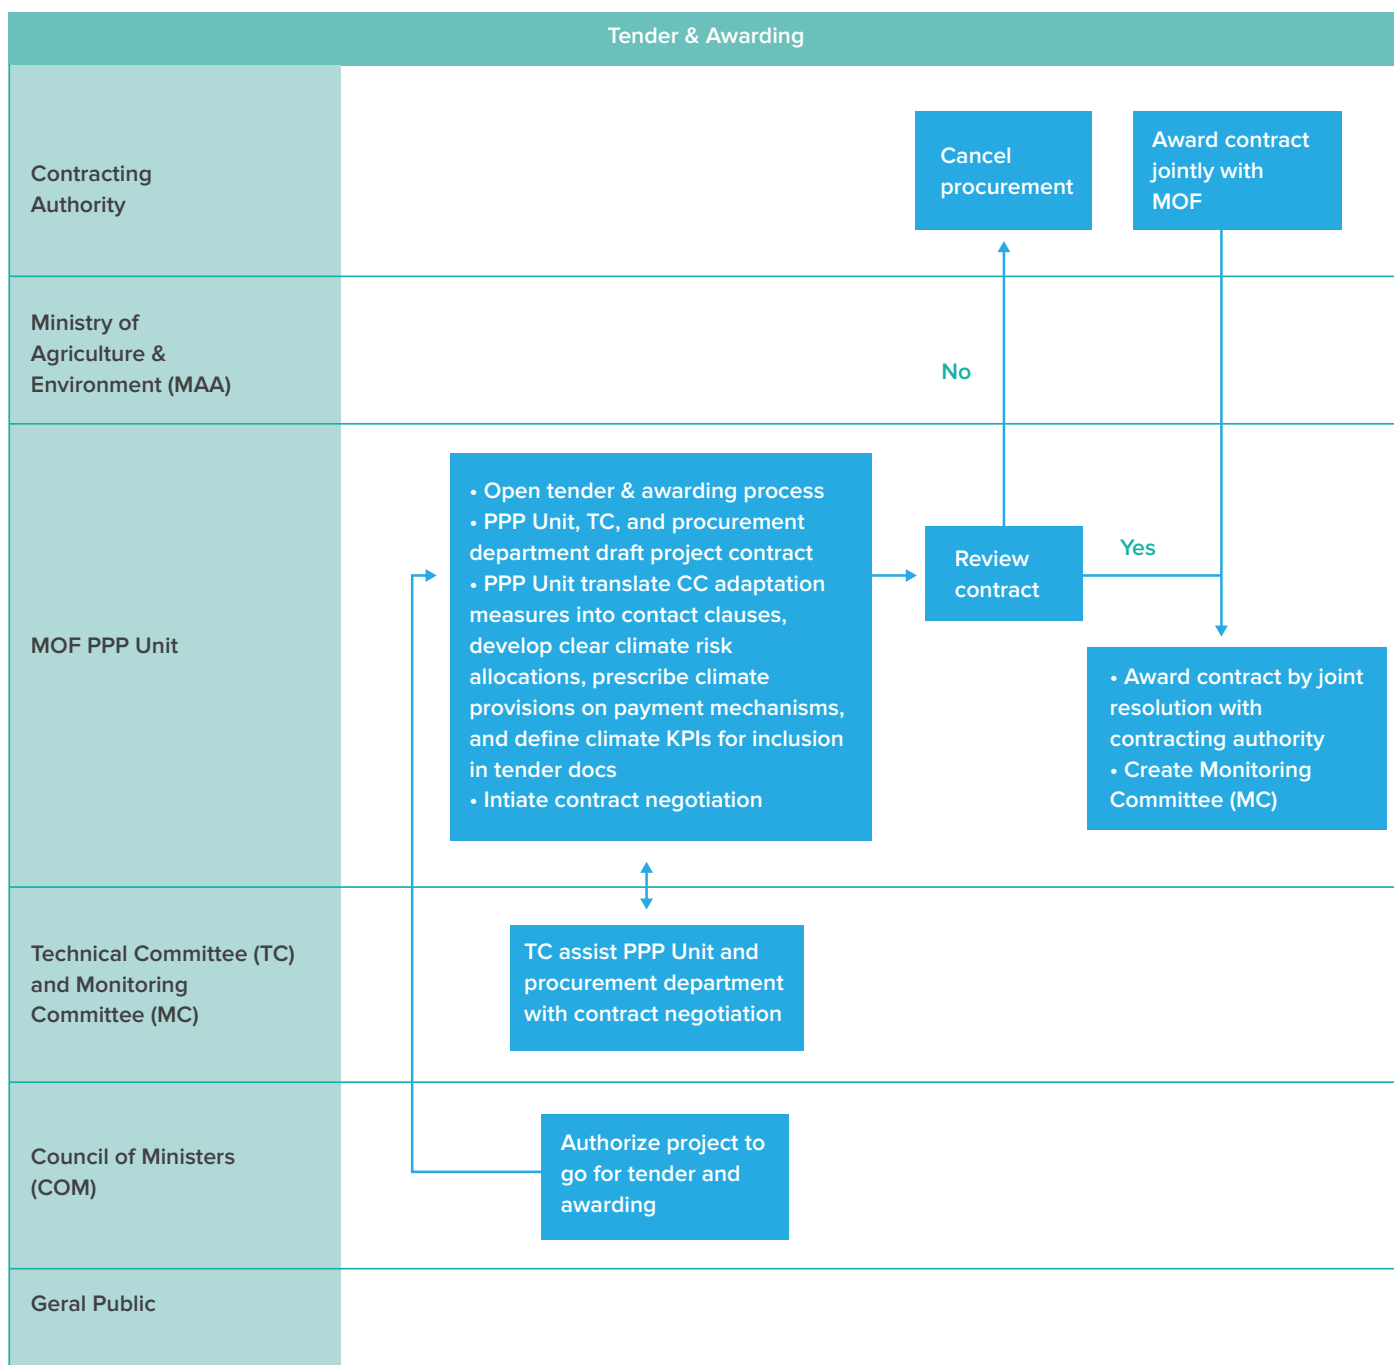 Tender & Awarding
Contracting
Authority
Cancel
procurement
Award contract
jointly with
MOF
Ministry of
Agriculture &
Environment (MAA)
No
MOF PPP Unit
• Open tender & awarding process
• PPP Unit, TC, and procurement
department draft project contract
• PPP Unit translate CC adaptation
measures into contact clauses,
develop clear climate risk
allocations, prescribe climate
provisions on payment mechanisms,
and define climate KPIs for inclusion
in tender docs
• Intiate contract negotiation
Review
contract
Yes
• Award contract by joint
resolution with
contracting authority
• Create Monitoring
Committee (MC)
Technical Committee (TC)
and Monitoring
Committee (MC)
TC assist PPP Unit and
procurement department
with contract negotiation
Council of Ministers
(COM)
Authorize project to
go for tender and
awarding
Geral Public